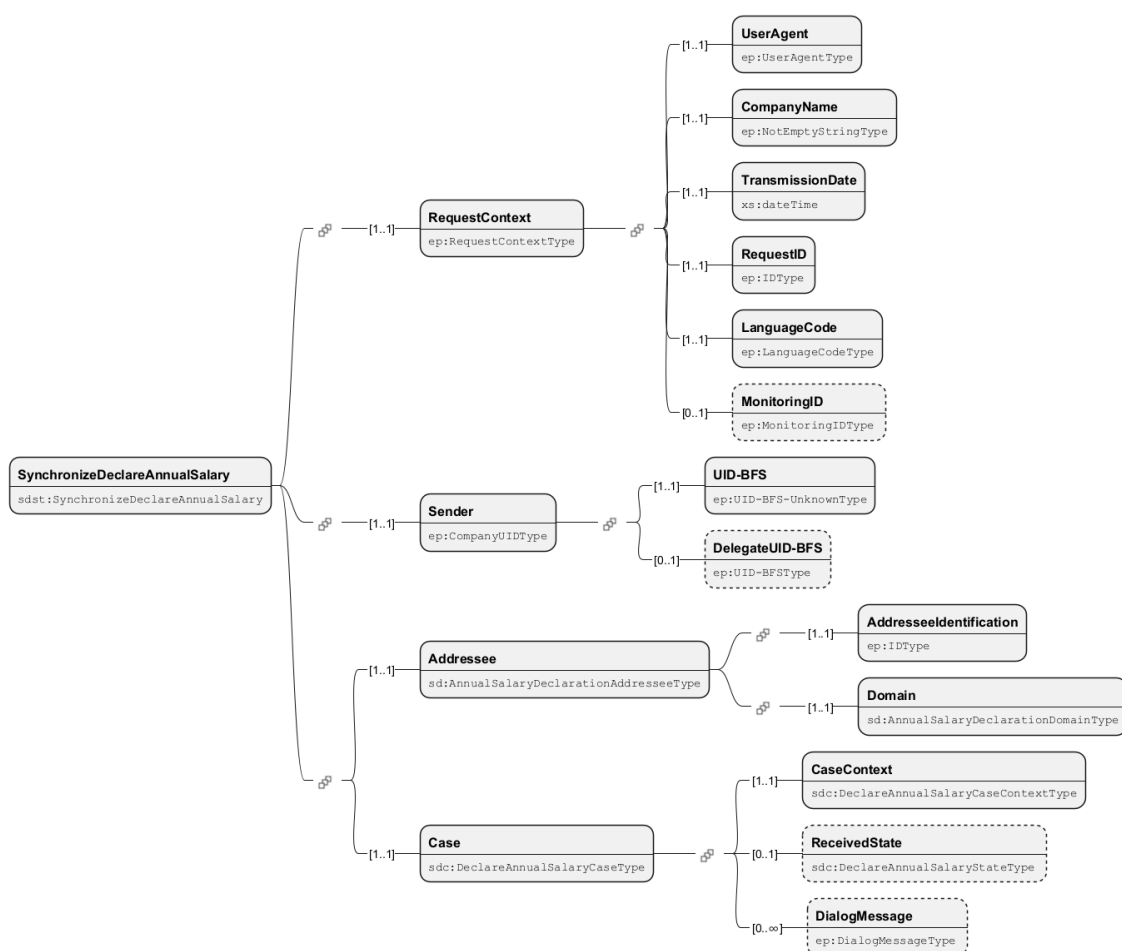 [1..1]
UserAgent
ep:UserAgentType
[1..1]
CompanyName
ep:NotEmptyStringType
[1..1]
TransmissionDate
xs:dateTime
[1..1]
RequestContext
ep:RequestContextType
[1..1]
RequestID
ep:IDType
[1..1]
LanguageCode
ep:LanguageCodeType
[0..1]
MonitoringID
ep:MonitoringIDType
SynchronizeDeclareAnnualSalary
sdst:SynchronizeDeclareAnnualSalary
[1..1]
Sender
ep:CompanyUIDType
[1..1]
UID-BFS
ep:UID-BFS-UnknownType
[0..1]
DelegateUID-BFS
ep:UID-BFSType
[1..1]
Addressee
sd:AnnualSalaryDeclarationAddresseeType
[1..1]
AddresseeIdentification
ep:IDType
[1..1]
Domain
sd:AnnualSalaryDeclarationDomainType
[1..1]
Case
sdc:DeclareAnnualSalaryCaseType
[1..1]
CaseContext
sdc:DeclareAnnualSalaryCaseContextType
[0..1]
ReceivedState
sdc:DeclareAnnualSalaryStateType
[0..∞]
DialogMessage
ep:DialogMessageType